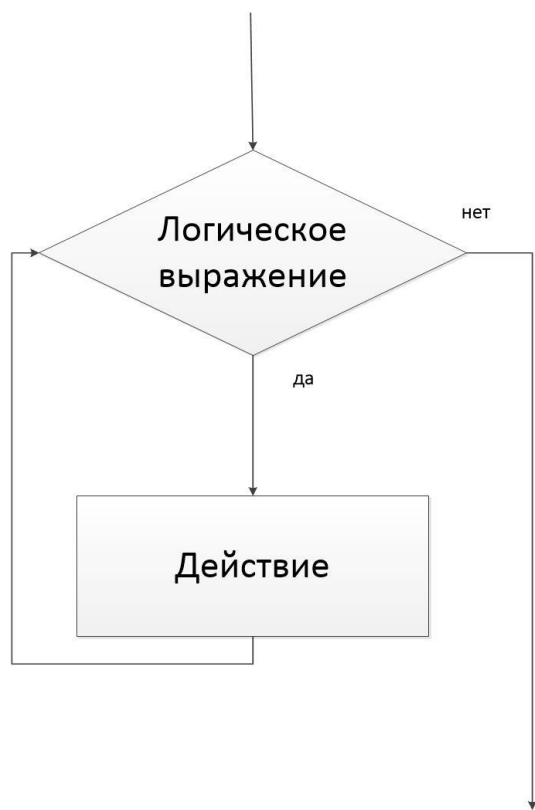 Логическое
выражение
нет
да
Действие